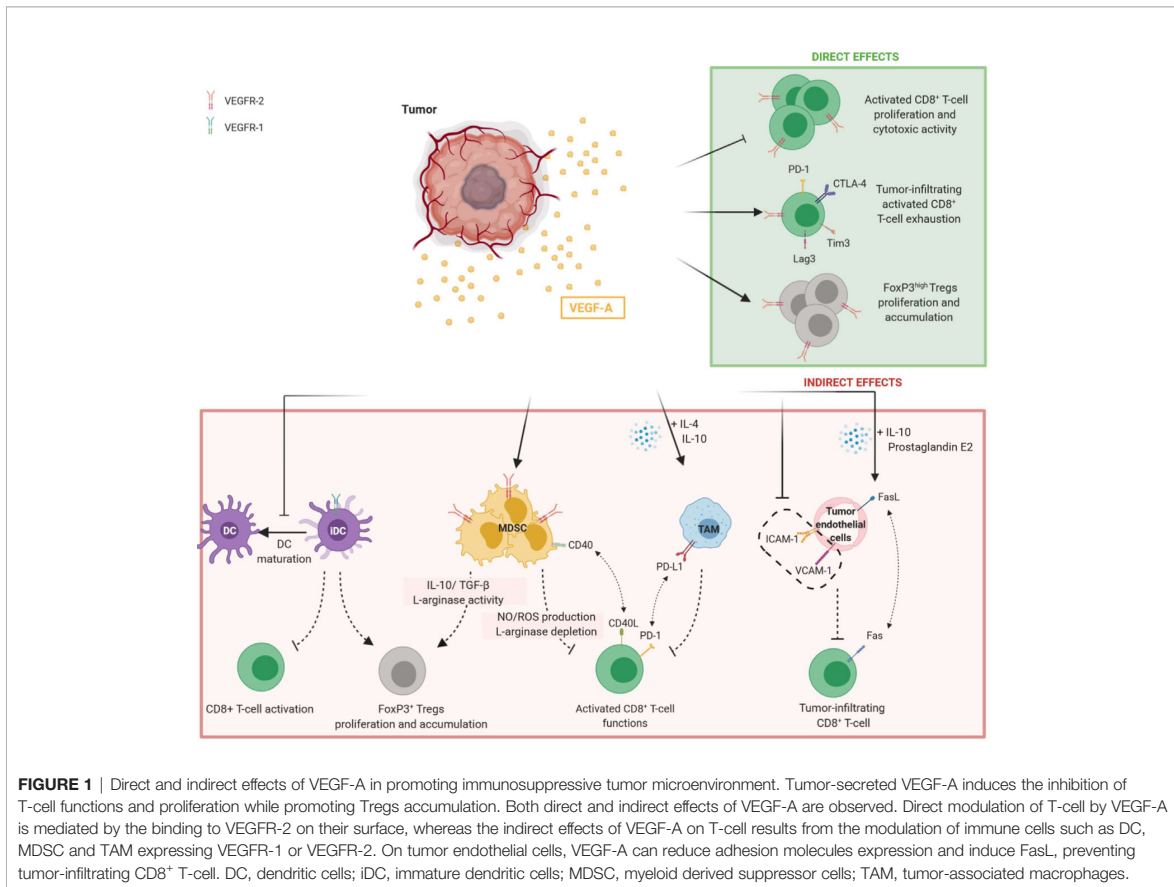 DIRECT EFFECTS
VEGFR-2
VEGFR-1
Tumor
VEGF-A
Activated CD8⁺ T-cell
proliferation and
cytotoxic activity
PD-1
CTLA-4
Tim3
Lag3
Tumor-infiltrating
activated CD8⁺
T-cell exhaustion
FoxP3ʰⁱᵍʰ Tregs
proliferation and
accumulation
INDIRECT EFFECTS
+ IL-4
IL-10
+ IL-10
Prostaglandin E2
DC
iDC
DC
maturation
MDSC
CD40
TAM
PD-L1
FasL
Tumor
endothelial
cells
ICAM-1
VCAM-1
IL-10/ TGF-β
L-arginase activity
NO/ROS production
L-arginase depletion
CD40L
PD-1
Fas
CD8+ T-cell activation
FoxP3⁺ Tregs
proliferation and accumulation
Activated CD8⁺ T-cell
functions
Tumor-infiltrating
CD8⁺ T-cell
FIGURE 1 | Direct and indirect effects of VEGF-A in promoting immunosuppressive tumor microenvironment. Tumor-secreted VEGF-A induces the inhibition of
T-cell functions and proliferation while promoting Tregs accumulation. Both direct and indirect effects of VEGF-A are observed. Direct modulation of T-cell by VEGF-A
is mediated by the binding to VEGFR-2 on their surface, whereas the indirect effects of VEGF-A on T-cell results from the modulation of immune cells such as DC,
MDSC and TAM expressing VEGFR-1 or VEGFR-2. On tumor endothelial cells, VEGF-A can reduce adhesion molecules expression and induce FasL, preventing
tumor-infiltrating CD8⁺ T-cell. DC, dendritic cells; iDC, immature dendritic cells; MDSC, myeloid derived suppressor cells; TAM, tumor-associated macrophages.